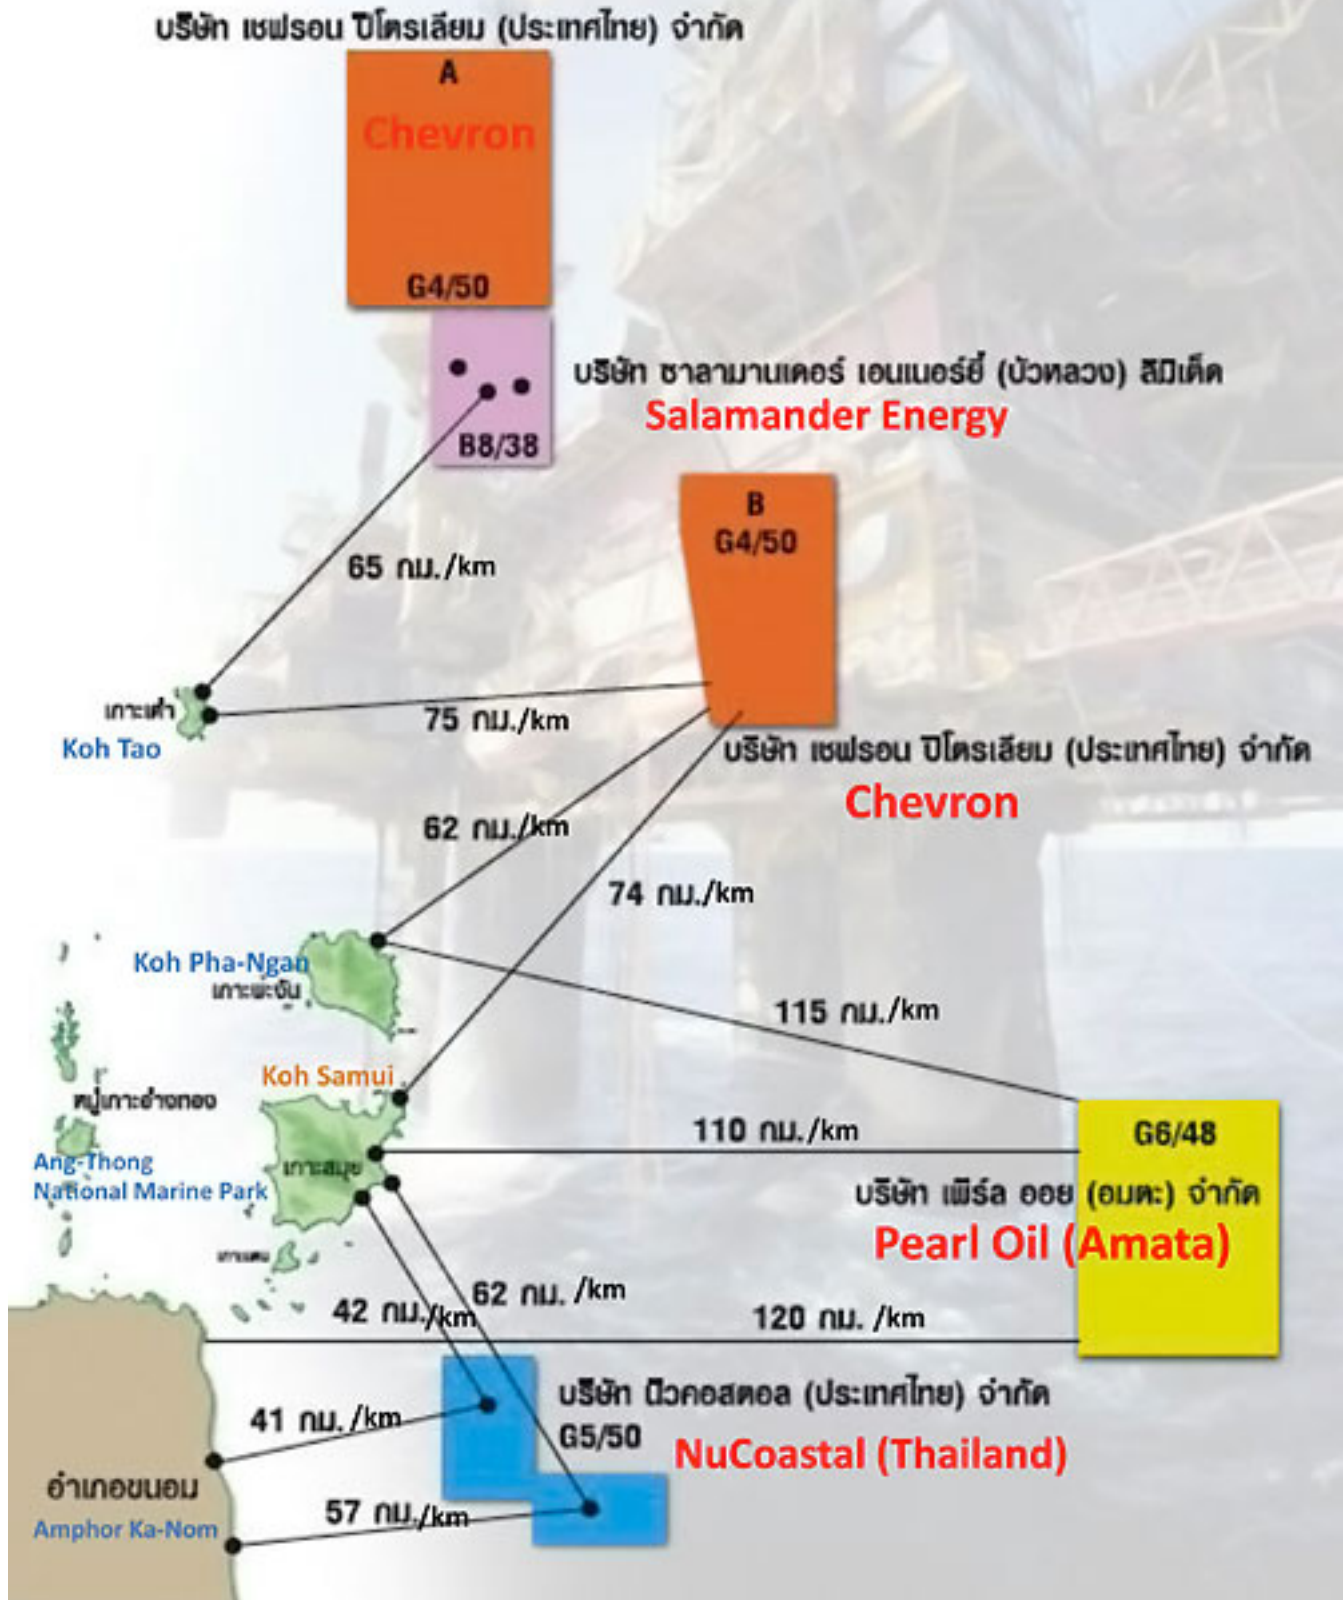 บริษัท เชฟรอน ปิโตรเลียม (ประเทศไทย) จำกัด
A
Chevron
G4/50
บริษัท ซาลามานเดอร์ เอนเนอร์ยี่ (บัวหลวง) ลิมิเต็ด
Salamander Energy
B8/38
B
G4/50
65 กม./km
เกาะเต่า
Koh Tao
75 กม./km
บริษัท เชฟรอน ปิโตรเลียม (ประเทศไทย) จำกัด
Chevron
62 กม./km
74 กม./km
Koh Pha-Ngan
เกาะพะงัน
115 กม./km
Koh Samui
หมู่เกาะอ่างทอง
110 กม./km
G6/48
Ang-Thong
National Marine Park
เกาะสมุย
บริษัท เพิร์ล ออย (อมตะ) จำกัด
Pearl Oil (Amata)
เกาะแตน
62 กม. /km
42 กม./km
120 กม. /km
บริษัท นิวคอสตอล (ประเทศไทย) จำกัด
41 กม. /km
G5/50
NuCoastal (Thailand)
อำเภอขนอม
57 กม./km
Amphor Ka-Nom